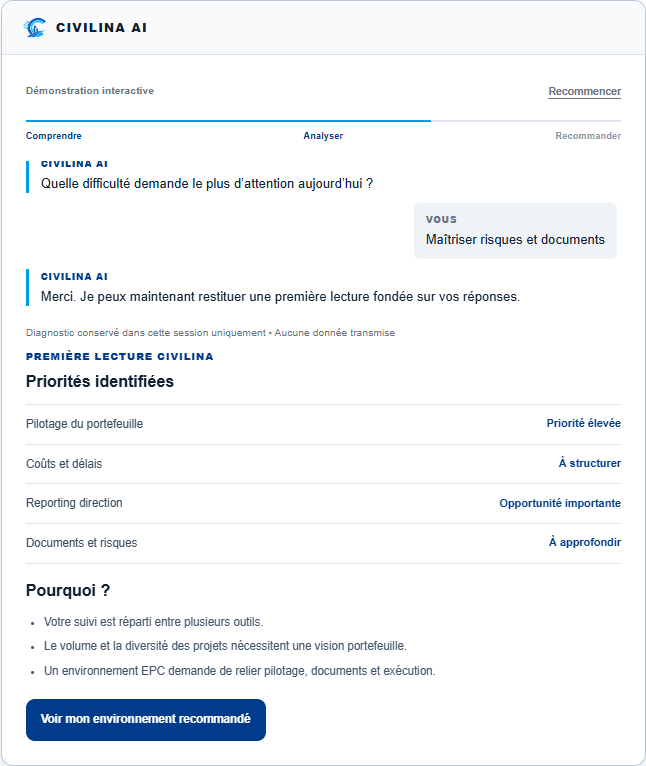 CIVILINA AI
Démonstration interactive
Recommencer
Comprendre
Analyser
Recommander
CIVILINA AI
Quelle difficulté demande le plus d'attention aujourd'hui ?
VOUS
Maîtriser risques et documents
CIVILINA AI
Merci. Je peux maintenant restituer une première lecture fondée sur vos réponses.
Diagnostic conservé dans cette session uniquement • Aucune donnée transmise
PREMIÈRE LECTURE CIVILINA
Priorités identifiées
Pilotage du portefeuille
Priorité élevée
Coûts et délais
À structurer
Reporting direction
Opportunité importante
Documents et risques
À approfondir
Pourquoi ?
• Votre suivi est réparti entre plusieurs outils.
• Le volume et la diversité des projets nécessitent une vision portefeuille.
• Un environnement EPC demande de relier pilotage, documents et exécution.
Voir mon environnement recommandé